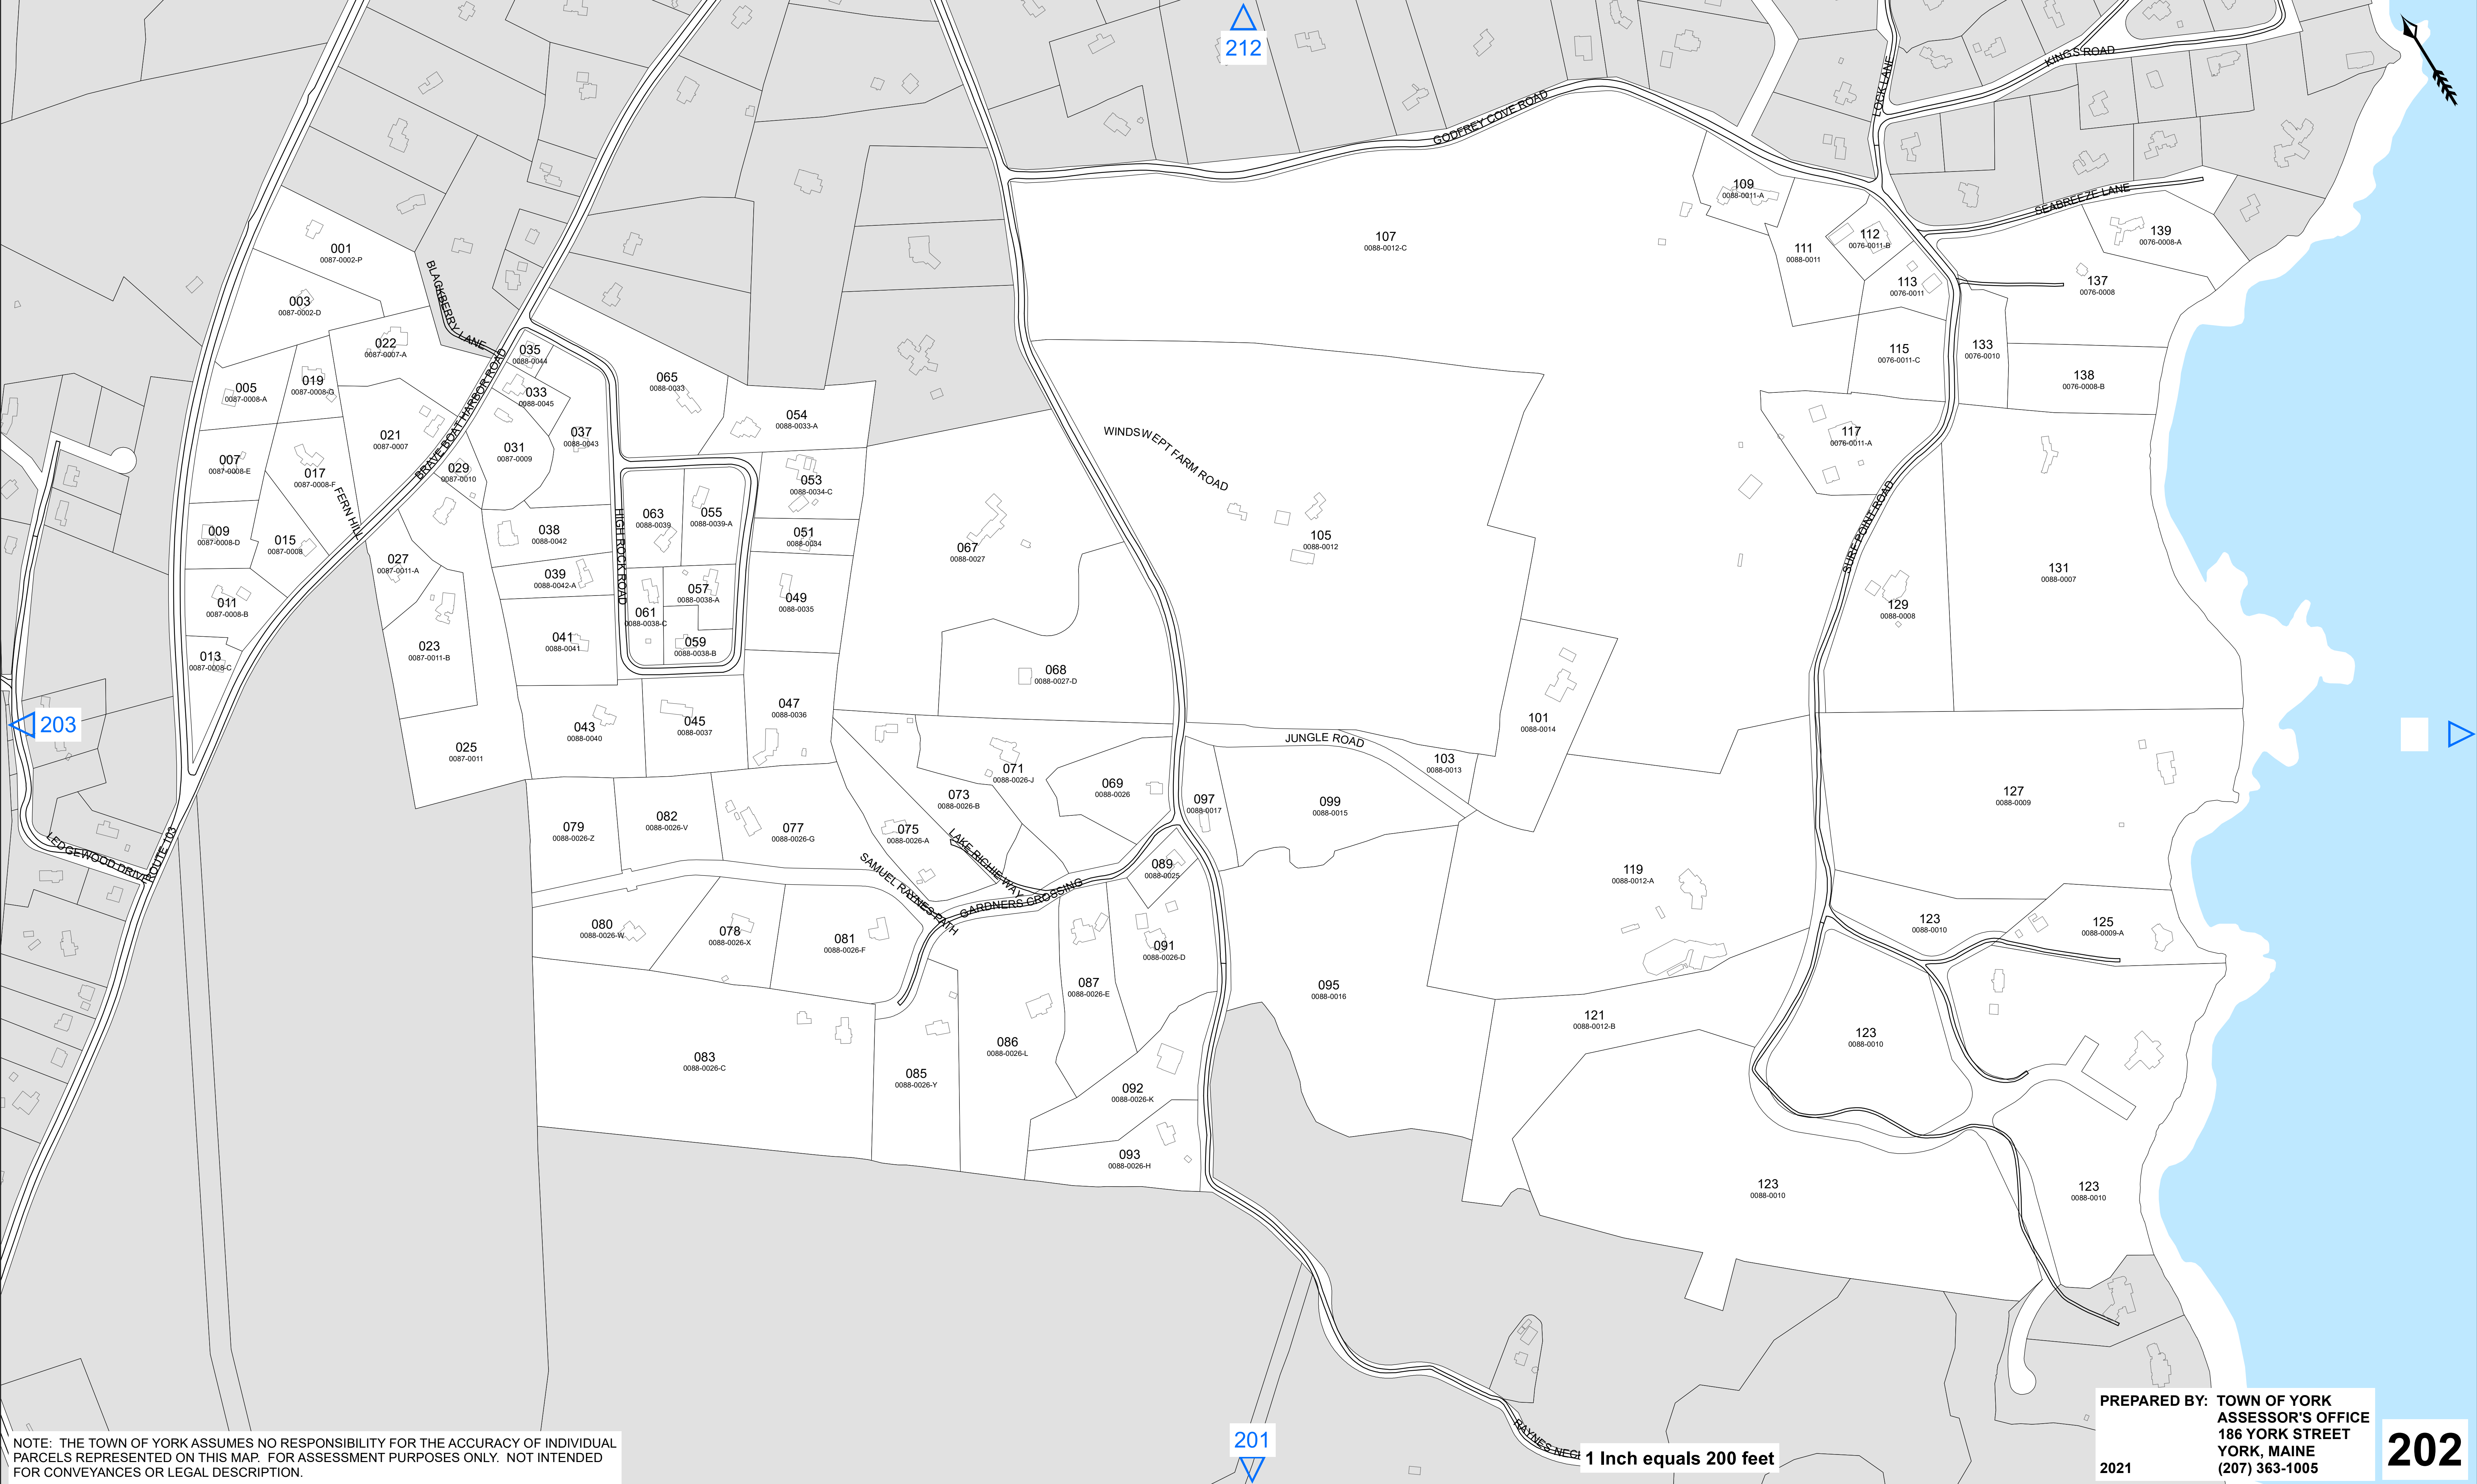 212
KINGS ROAD
GODFREY COVE ROAD
LOCK LANE
SEABREEZE LANE
109
0088-0011-A
107
0088-0012-C
111
0088-0011
112
0076-0011-B
139
0076-0008-A
113
0076-0011
137
0076-0008
001
0087-0002-P
003
0087-0002-D
BLACKBERRY LANE
022
0087-0007-A
035
0088-0044
115
0076-0011-C
133
0076-0010
138
0076-0008-B
005
0087-0008-A
019
0087-0008-G
033
0088-0045
065
0088-0033
054
0088-0033-A
BRAVE BOAT HARBOR ROAD
021
0087-0007
031
0087-0009
037
0088-0043
WINDSWEPT FARM ROAD
117
0076-0011-A
007
0087-0008-E
017
0087-0008-F
029
0087-0010
053
0088-0034-C
FERN HILL
009
0087-0008-D
015
0087-0008
038
0088-0042
HIGH ROCK ROAD
063
0088-0039
055
0088-0039-A
051
0088-0034
067
0088-0027
105
0088-0012
SURF POINT ROAD
027
0087-0011-A
039
0088-0042-A
057
0088-0038-A
049
0088-0035
131
0088-0007
011
0087-0008-B
061
0088-0038-C
129
0088-0008
013
0087-0008-C
023
0087-0011-B
041
0088-0041
059
0088-0038-B
068
0088-0027-D
203
025
0087-0011
043
0088-0040
045
0088-0037
047
0088-0036
JUNGLE ROAD
101
0088-0014
071
0088-0026-J
069
0088-0026
103
0088-0013
073
0088-0026-B
097
0088-0017
099
0088-0015
127
0088-0009
079
0088-0026-Z
082
0088-0026-V
077
0088-0026-G
075
0088-0026-A
LAKE RICHIE WAY
LEDGEWOOD DRIVE
ROUTE 103
SAMUEL RAYNES PATH
GARDNERS CROSSING
089
0088-0025
119
0088-0012-A
080
0088-0026-W
078
0088-0026-X
081
0088-0026-F
091
0088-0026-D
123
0088-0010
125
0088-0009-A
087
0088-0026-E
095
0088-0016
121
0088-0012-B
123
0088-0010
083
0088-0026-C
085
0088-0026-Y
086
0088-0026-L
092
0088-0026-K
093
0088-0026-H
123
0088-0010
123
0088-0010
201
RAYNES NECK
1 Inch equals 200 feet
NOTE: THE TOWN OF YORK ASSUMES NO RESPONSIBILITY FOR THE ACCURACY OF INDIVIDUAL
PARCELS REPRESENTED ON THIS MAP. FOR ASSESSMENT PURPOSES ONLY. NOT INTENDED
FOR CONVEYANCES OR LEGAL DESCRIPTION.
PREPARED BY: TOWN OF YORK
ASSESSOR'S OFFICE
186 YORK STREET
YORK, MAINE
2021 (207) 363-1005
202